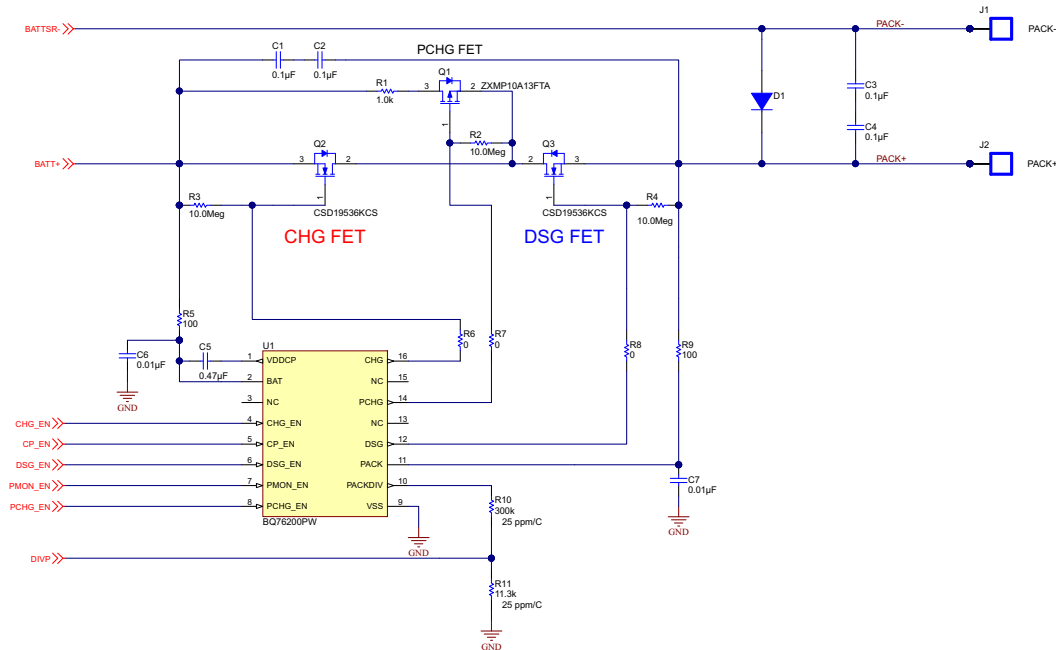 J1
BATTSR-
PACK-
PACK-
C1
0.1µF
C2
0.1µF
PCHG FET
Q1
ZXMP10A13FTA
3
2
1
R1
1.0k
D1
C3
0.1µF
C4
0.1µF
R2
10.0Meg
J2
BATT+
Q2
3
2
1
2
Q3
3
1
PACK+
PACK+
R3
10.0Meg
CSD19536KCS
CSD19536KCS
R4
10.0Meg
CHG FET
DSG FET
R5
100
R6
0
R7
0
R8
0
R9
100
C6
0.01µF
C5
0.47µF
GND
U1
1
VDDCP
CHG
16
2
BAT
NC
15
3
NC
PCHG
14
CHG_EN
4
CHG_EN
NC
13
CP_EN
5
CP_EN
DSG
12
DSG_EN
6
DSG_EN
PACK
11
PMON_EN
7
PMON_EN
PACKDIV
10
PCHG_EN
8
PCHG_EN
VSS
9
BQ76200PW
C7
0.01µF
GND
R10
300k
25 ppm/C
GND
DIVP
R11
11.3k
25 ppm/C
GND